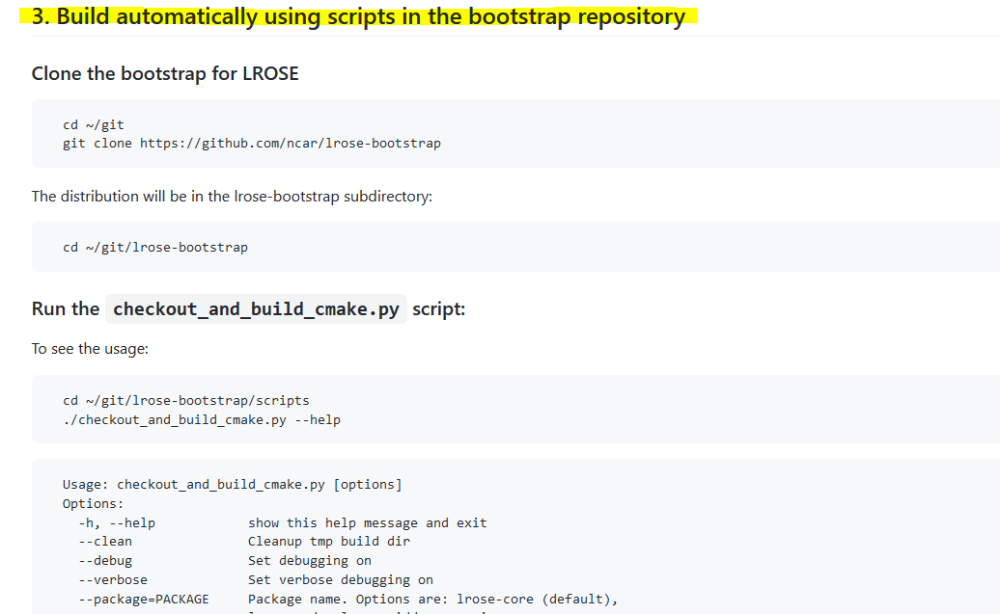 3. Build automatically using scripts in the bootstrap repository
Clone the bootstrap for LROSE
cd ~/git
git clone https://github.com/ncar/lrose-bootstrap
The distribution will be in the lrose-bootstrap subdirectory:
cd ~/git/lrose-bootstrap
Run the checkout_and_build_cmake.py script:
To see the usage:
cd ~/git/lrose-bootstrap/scripts
./checkout_and_build_cmake.py --help
Usage: checkout_and_build_cmake.py [options]
Options:
-h, --help show this help message and exit
--clean Cleanup tmp build dir
--debug Set debugging on
--verbose Set verbose debugging on
--package=PACKAGE Package name. Options are: lrose-core (default),